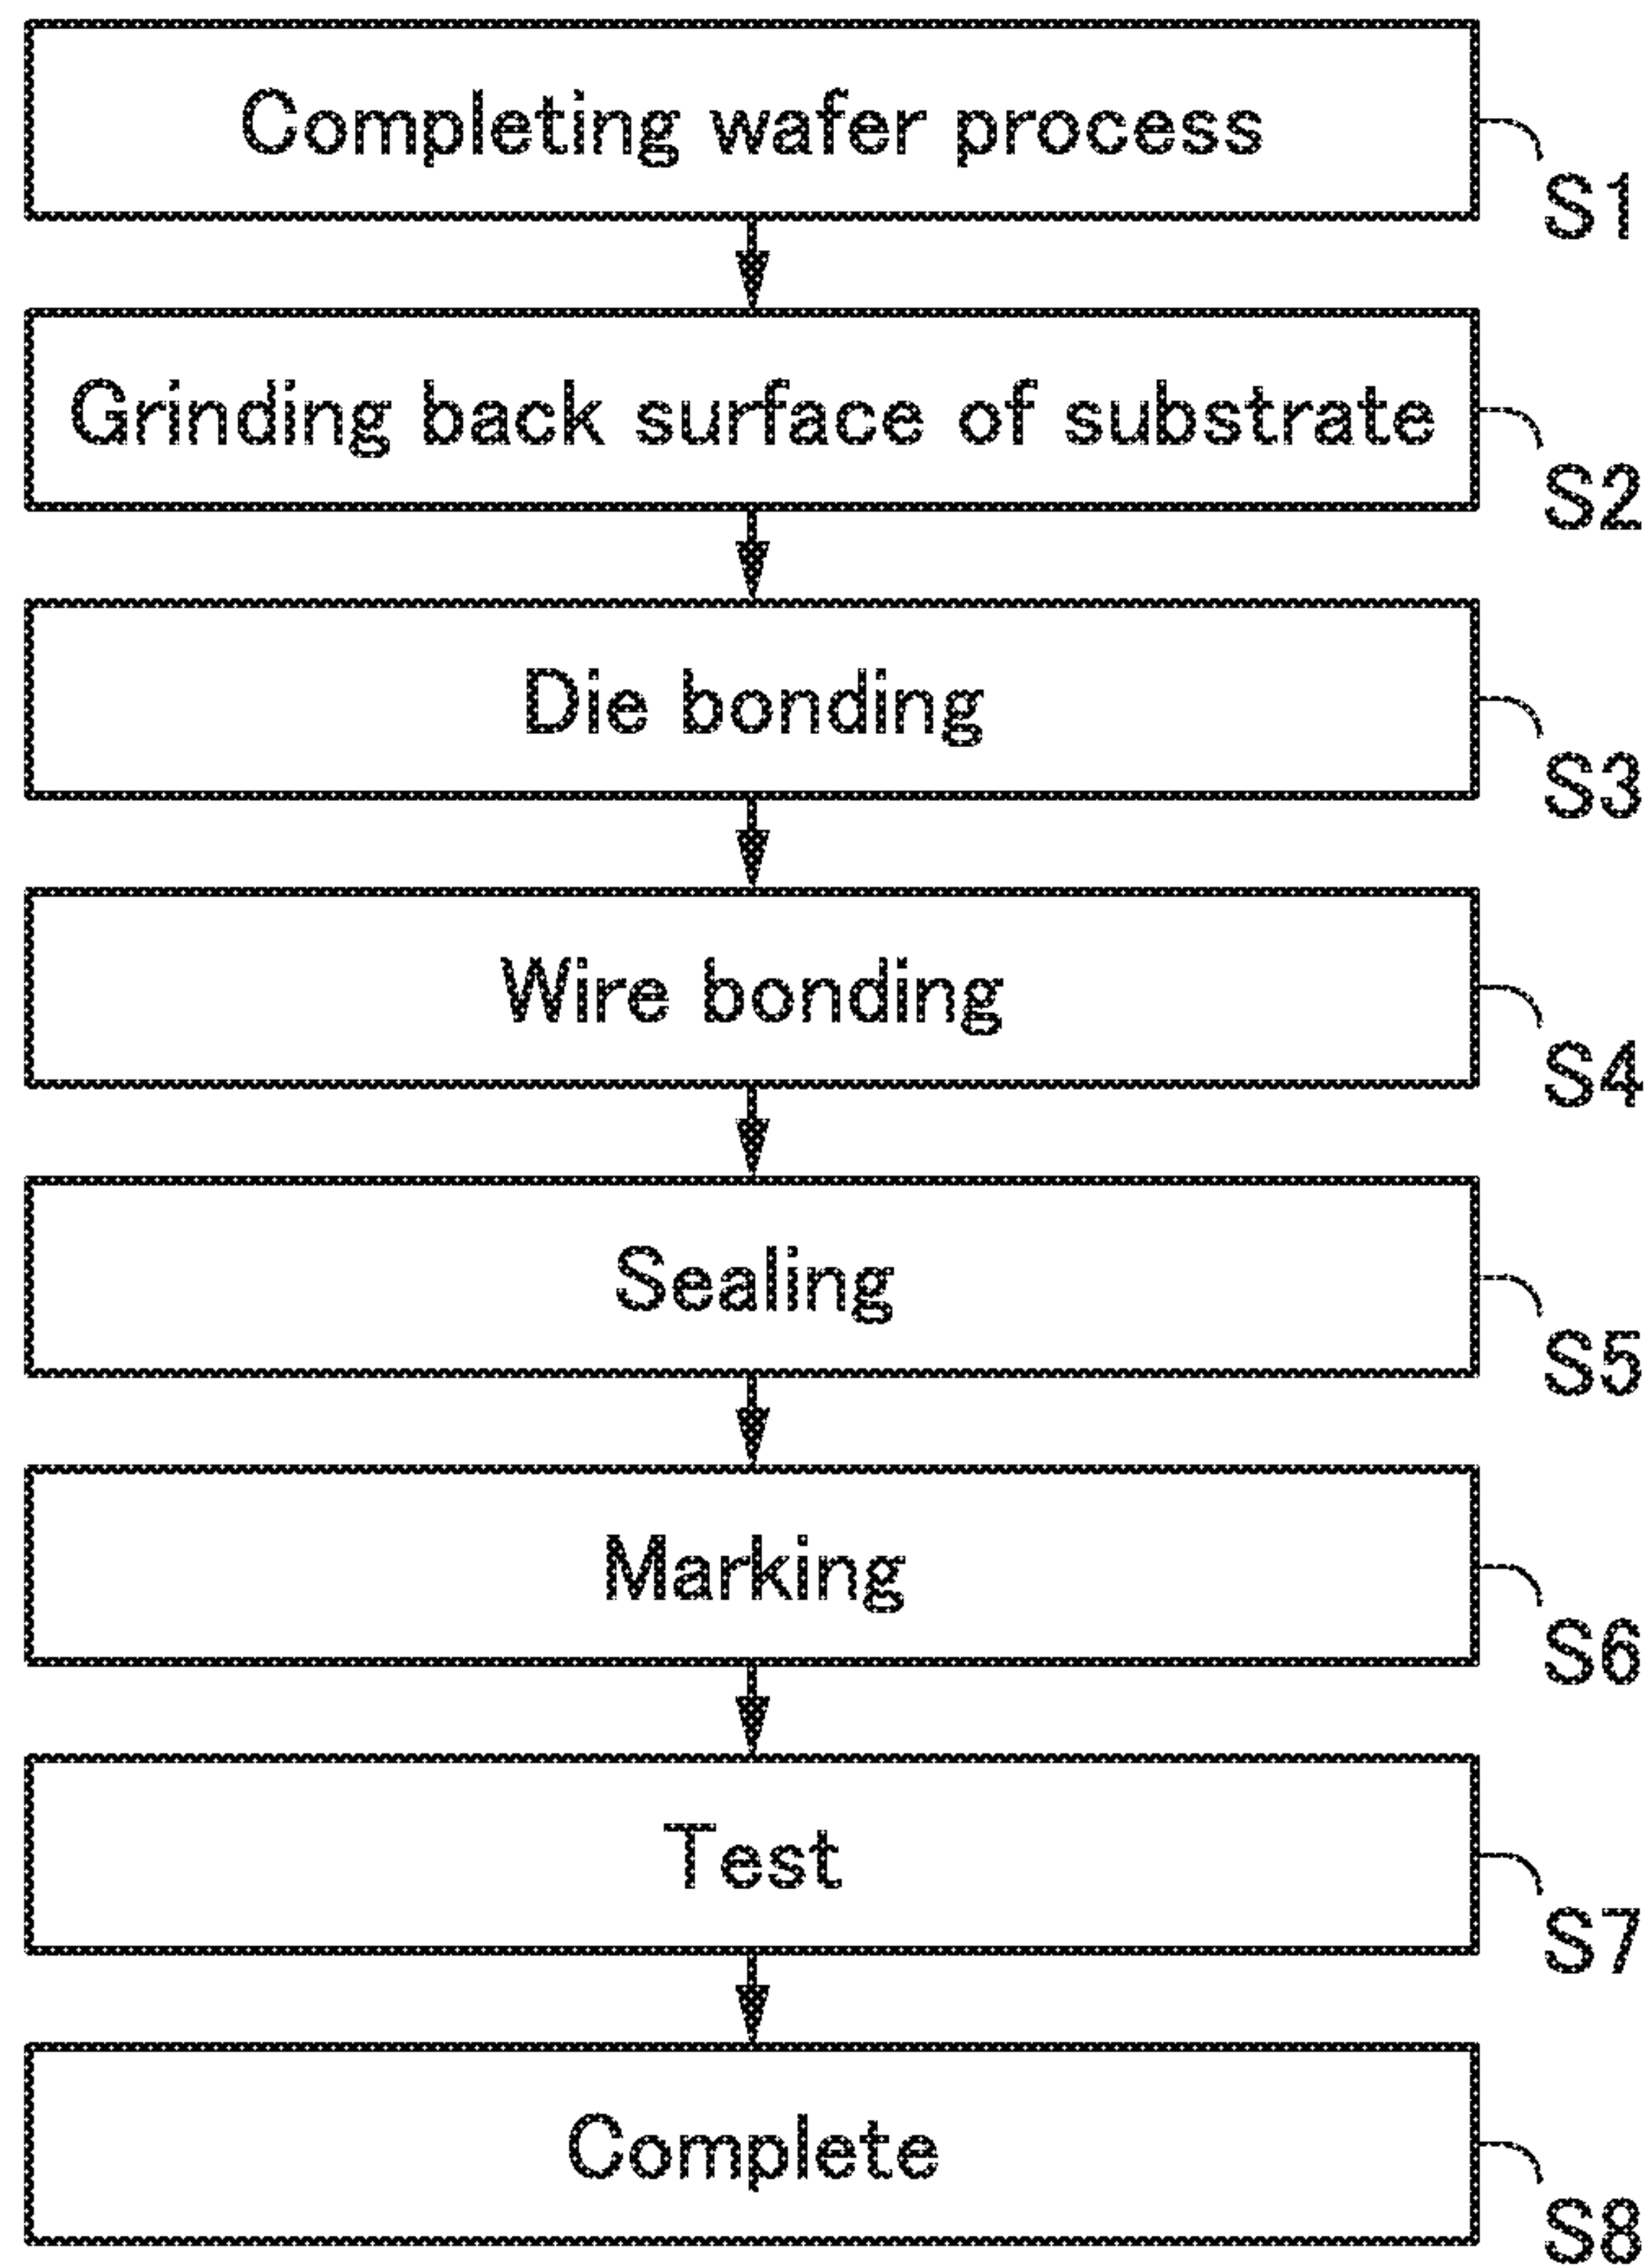 Completing wafer process
S1
Grinding back surface of substrate
S2
Die bonding
S3
Wire bonding
S4
Sealing
S5
Marking
S6
Test
S7
Complete
S8